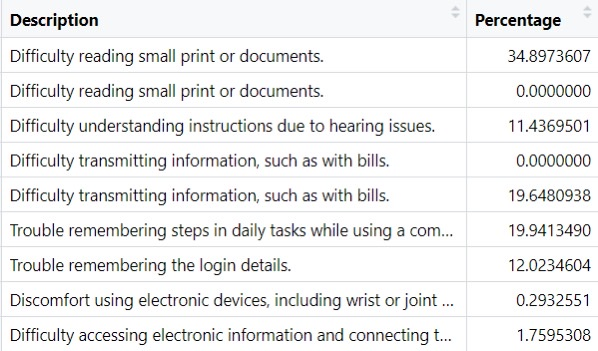 Description Percentage
Difficulty reading small print or documents. 34.8973607
Difficulty reading small print or documents. 0.0000000
Difficulty understanding instructions due to hearing issues. 11.4369501
Difficulty transmitting information, such as with bills. 0.0000000
Difficulty transmitting information, such as with bills. 19.6480938
Trouble remembering steps in daily tasks while using a com... 19.9413490
Trouble remembering the login details. 12.0234604
Discomfort using electronic devices, including wrist or joint ... 0.2932551
Difficulty accessing electronic information and connecting t... 1.7595308